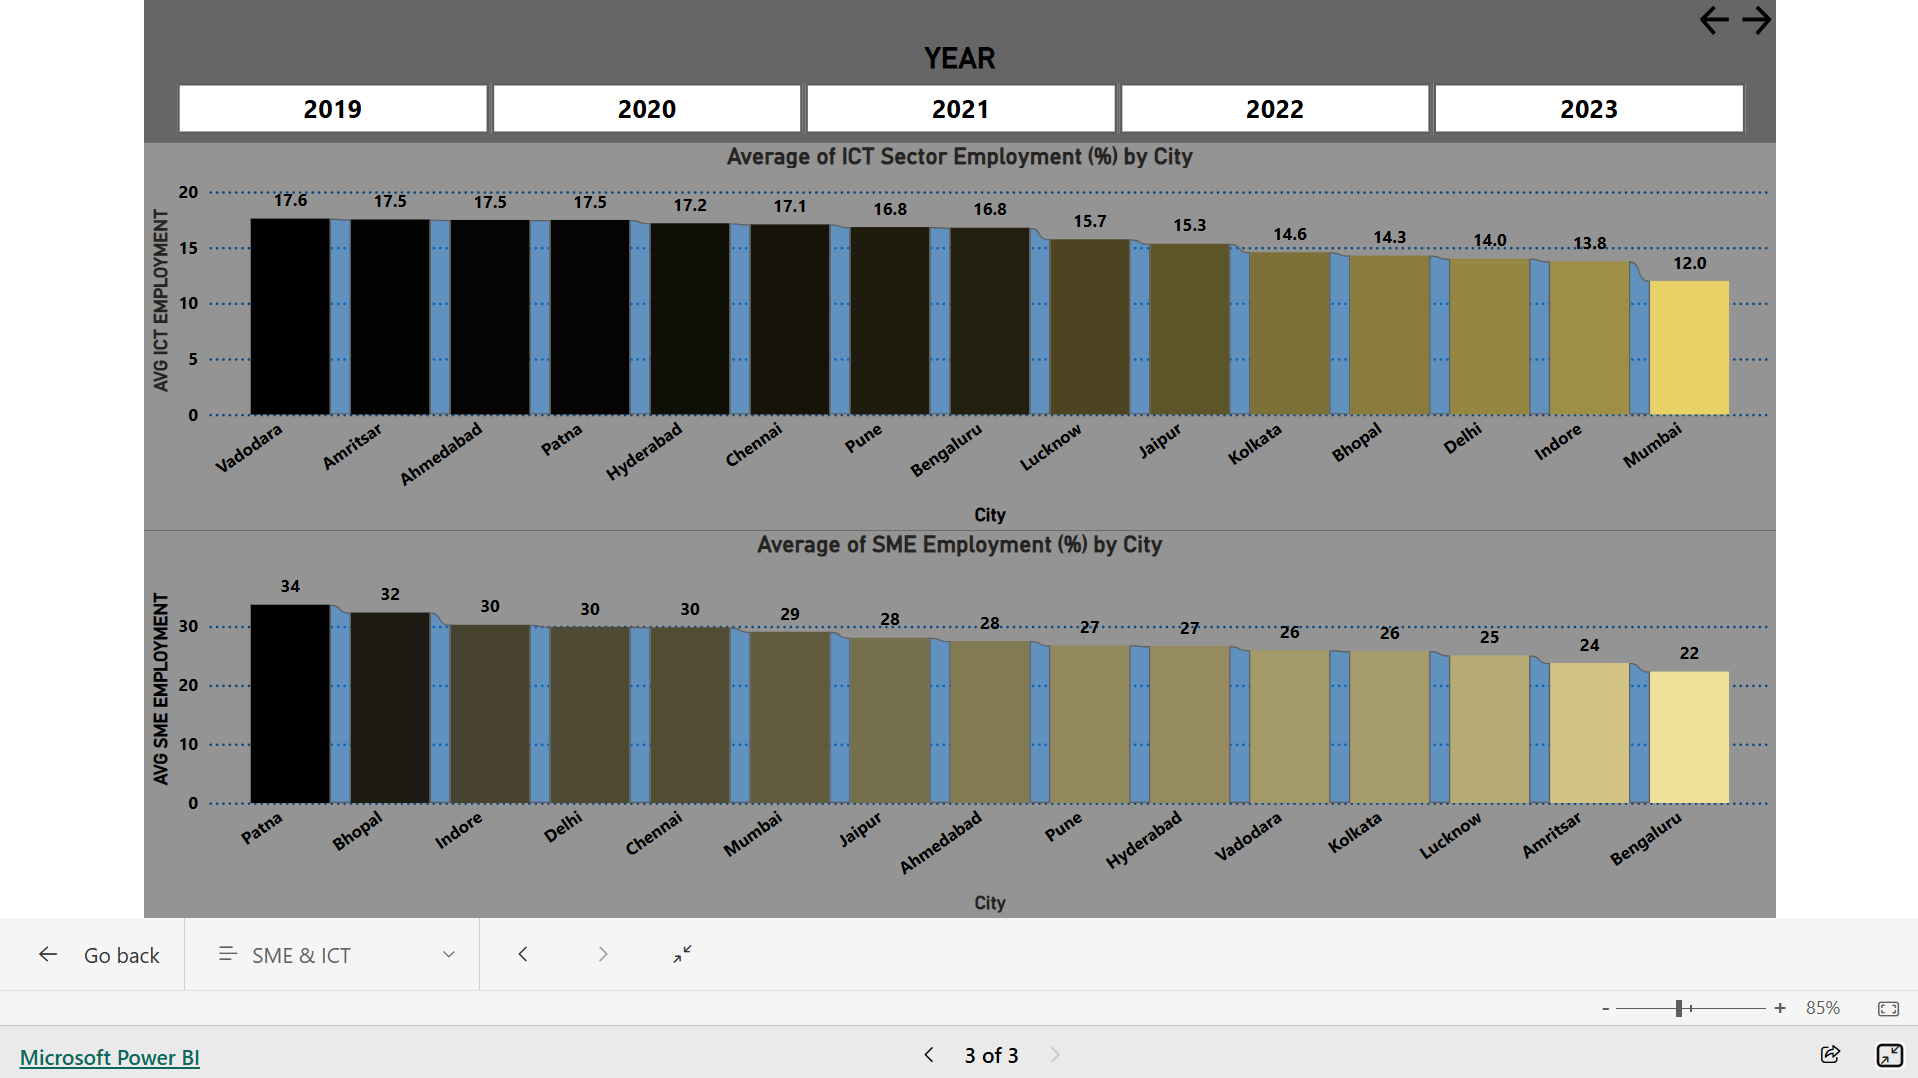 YEAR
2019 2020 2021 2022 2023
Average of ICT Sector Employment (%) by City
AVG ICT EMPLOYMENT
20
15
10
5
0
17.6 17.5 17.5 17.5 17.2 17.1 16.8 16.8 15.7 15.3 14.6 14.3 14.0 13.8 12.0
Vadodara Amritsar Ahmedabad Patna Hyderabad Chennai Pune Bengaluru Lucknow Jaipur Kolkata Bhopal Delhi Indore Mumbai
City
Average of SME Employment (%) by City
AVG SME EMPLOYMENT
30
20
10
0
34 32 30 30 30 29 28 28 27 27 26 26 25 24 22
Patna Bhopal Indore Delhi Chennai Mumbai Jaipur Ahmedabad Pune Hyderabad Vadodara Kolkata Lucknow Amritsar Bengaluru
City
Go back SME & ICT
- + 85%
Microsoft Power BI 3 of 3